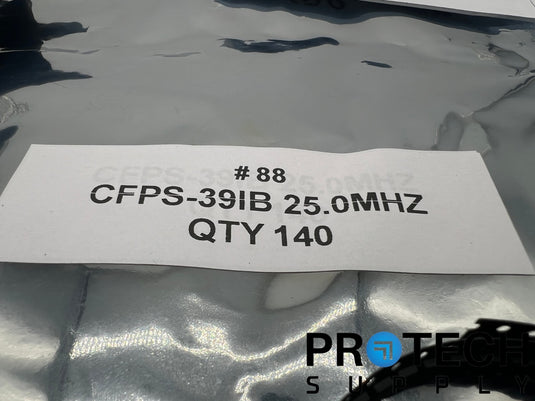 # 88
CFPS-39IB 25.0MHZ
QTY 140
PROTECH
SUPPLY